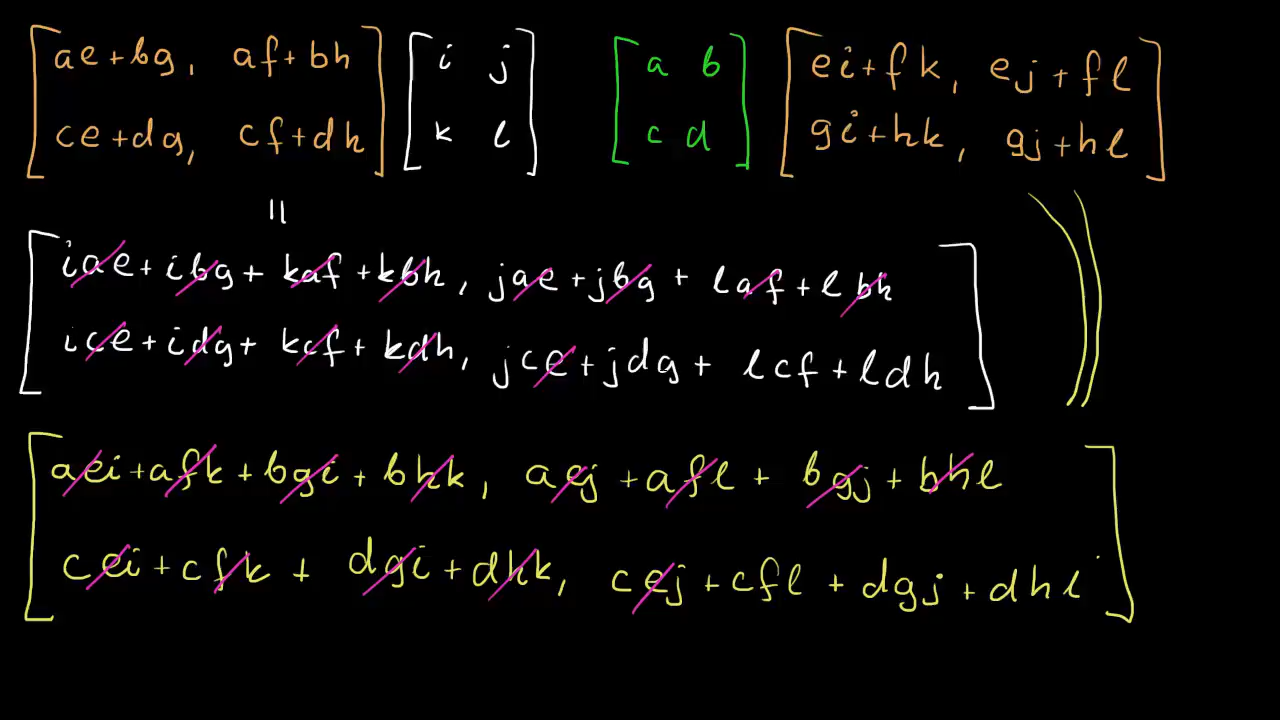 [ae+bg, af+bh] [i j] [a b] [ei+fk, ej+fl]
[ce+dg, cf+dh] [k l] [c d] [gi+hk, gj+hl]
=
[iae+ibg+kaf+kbh, jae+jbg+laf+lbh]
[ice+idg+kcf+kdh, jce+jdg+lcf+ldh]
[aei+afk+bgi+bhk, aej+afl+bgj+bhl]
[cei+cfk+dgi+dhk, cej+cfl+dgj+dhl]